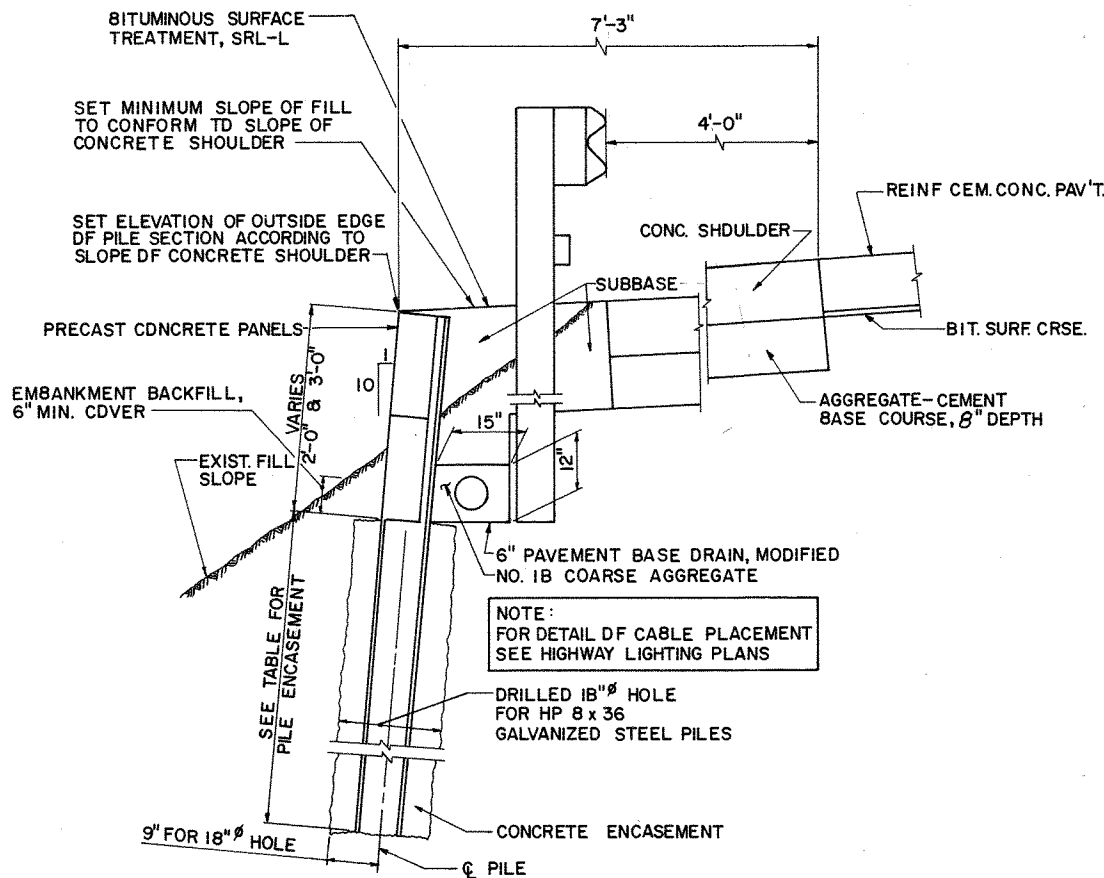 BITUMINOUS SURFACE
TREATMENT, SRL-L
7'-3"
SET MINIMUM SLOPE OF FILL
TO CONFORM TO SLOPE OF
CONCRETE SHOULDER
4'-0"
REINF CEM. CONC. PAV'T.
SET ELEVATION OF OUTSIDE EDGE
OF PILE SECTION ACCORDING TO
SLOPE OF CONCRETE SHOULDER
CONC. SHOULDER
SUBBASE
PRECAST CONCRETE PANELS
BIT. SURF. CRSE.
1
10
EMBANKMENT BACKFILL,
6" MIN. COVER
VARIES
2'-0" & 3'-0"
AGGREGATE-CEMENT
BASE COURSE, 8" DEPTH
15"
12"
EXIST. FILL
SLOPE
6" PAVEMENT BASE DRAIN, MODIFIED
NO. 1B COARSE AGGREGATE
NOTE:
FOR DETAIL OF CABLE PLACEMENT
SEE HIGHWAY LIGHTING PLANS
SEE TABLE FOR
PILE ENCASEMENT
DRILLED 18"ø HOLE
FOR HP 8 x 36
GALVANIZED STEEL PILES
CONCRETE ENCASEMENT
9" FOR 18"ø HOLE
℄ PILE